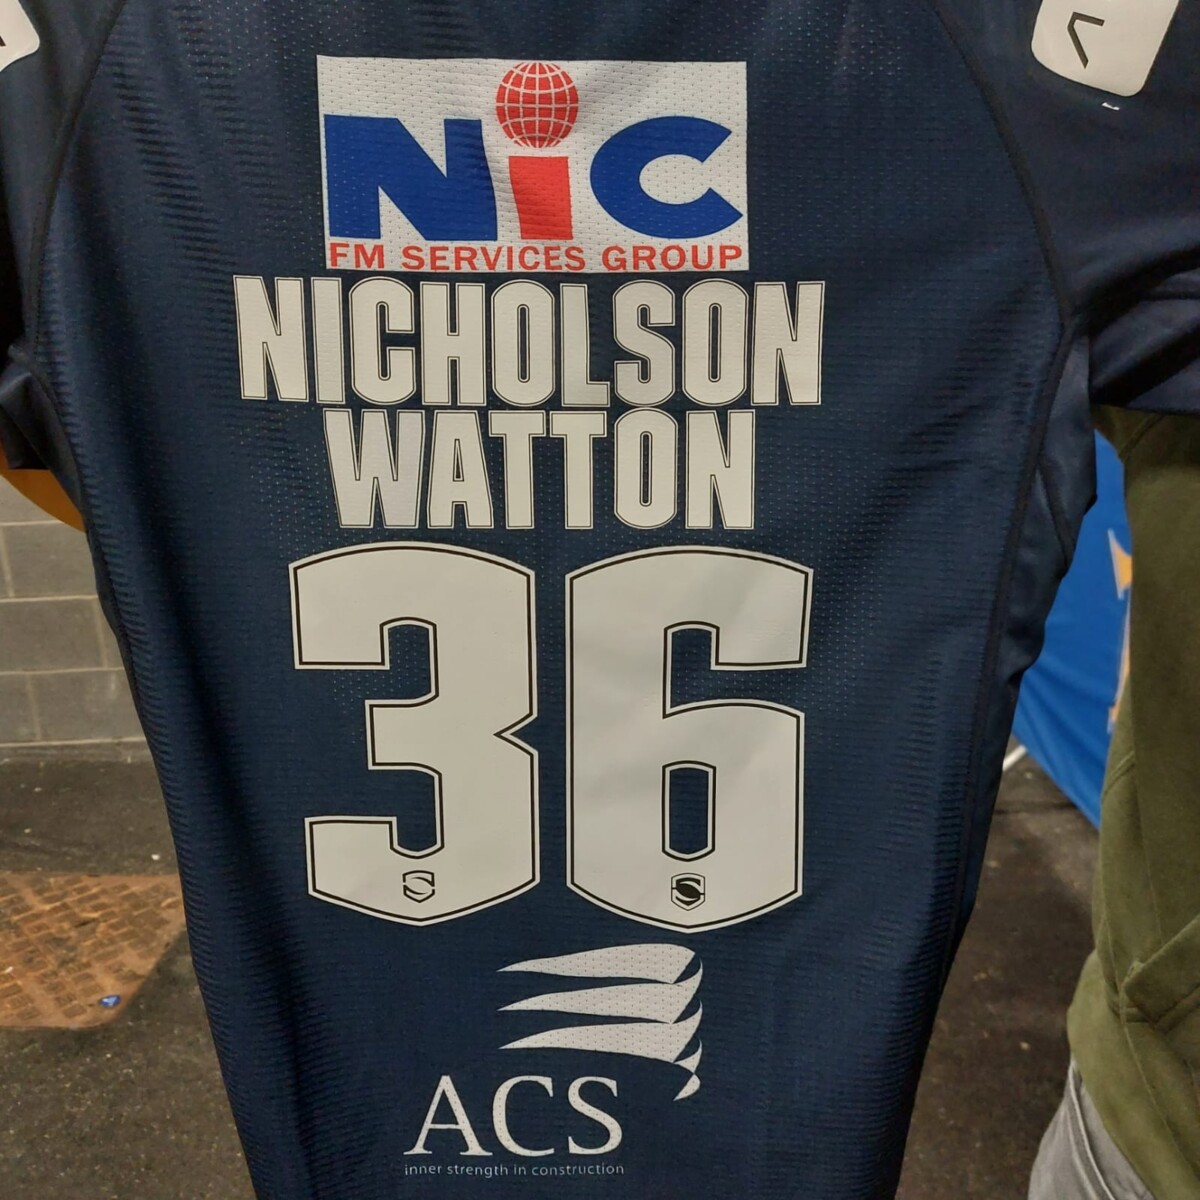 NiC
FM SERVICES GROUP
NICHOLSON
WATTON
36
ACS
inner strength in construction